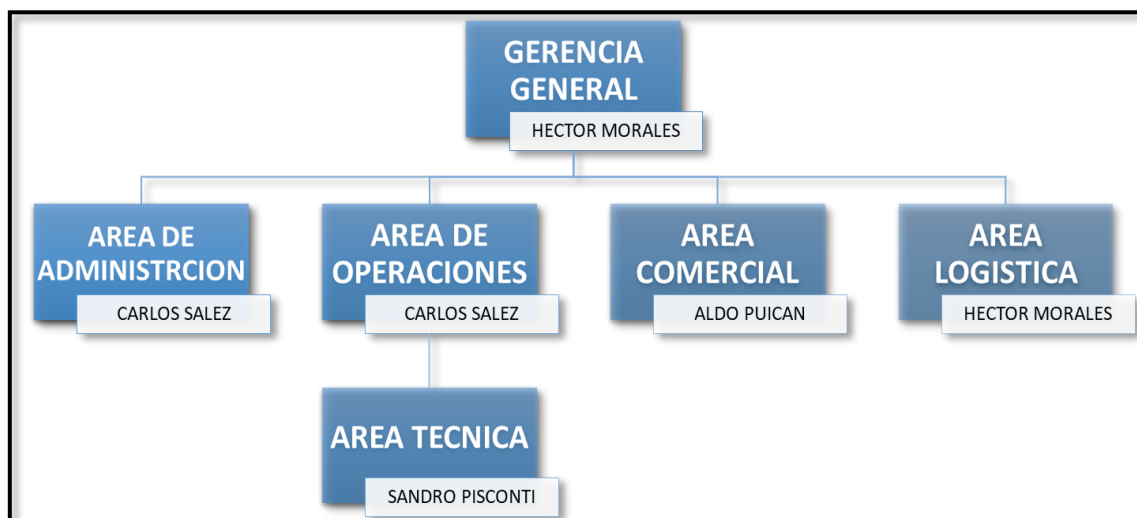 GERENCIA
GENERAL
HECTOR MORALES
AREA DE
ADMINISTRCION
CARLOS SALEZ
AREA DE
OPERACIONES
CARLOS SALEZ
AREA
COMERCIAL
ALDO PUICAN
AREA
LOGISTICA
HECTOR MORALES
AREA TECNICA
SANDRO PISCONTI